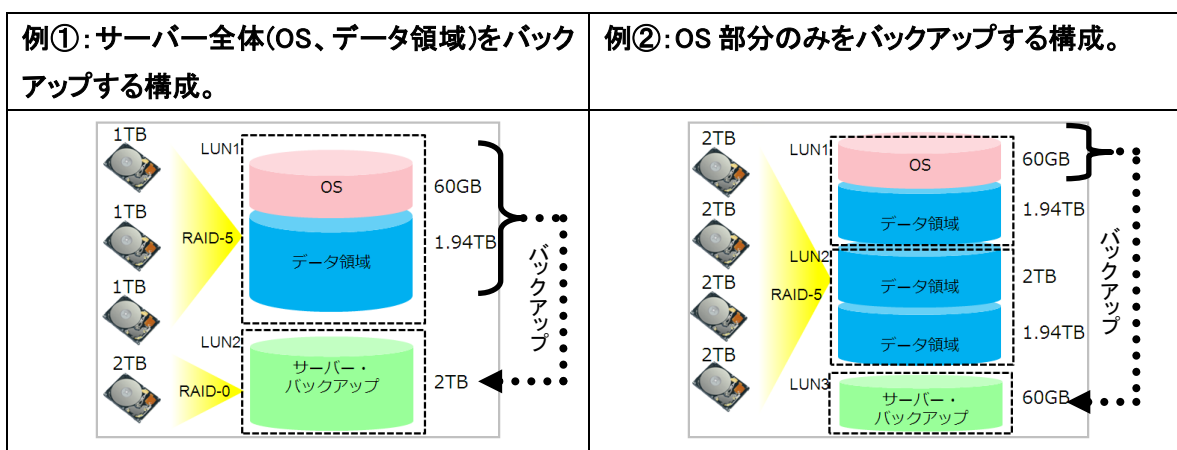 例①：サーバー全体(OS、データ領域)をバック
アップする構成。
1TB
1TB
1TB
2TB
RAID-5
RAID-0
LUN1
OS
データ領域
LUN2
サーバー・
バックアップ
60GB
1.94TB
2TB
バックアップ
例②：OS 部分のみをバックアップする構成。
2TB
2TB
2TB
2TB
RAID-5
LUN1
OS
データ領域
LUN2
データ領域
データ領域
LUN3
サーバー・
バックアップ
60GB
1.94TB
2TB
1.94TB
60GB
バックアップ